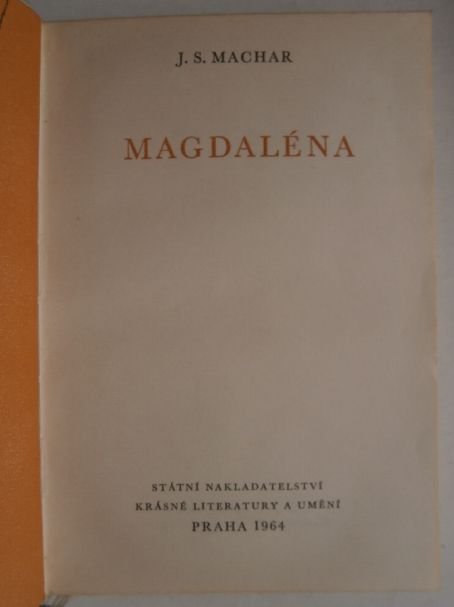 J. S. MACHAR
MAGDALÉNA
STÁTNÍ NAKLADATELSTVÍ
KRÁSNÉ LITERATURY A UMĚNÍ
PRAHA 1964